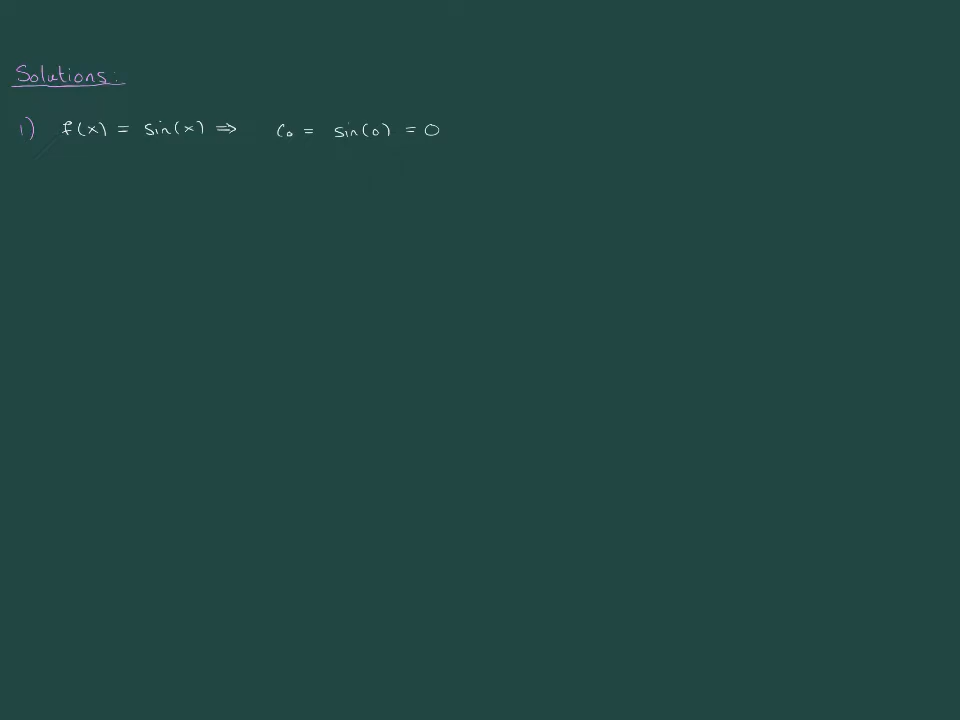 Solutions:
1) f(x) = sin(x) ⇒ C₀ = sin(0) = 0